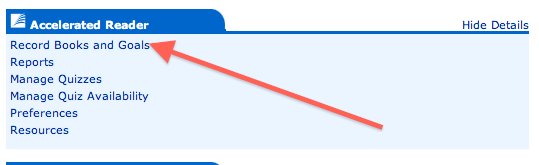 Accelerated Reader Hide Details
Record Books and Goals
Reports
Manage Quizzes
Manage Quiz Availability
Preferences
Resources